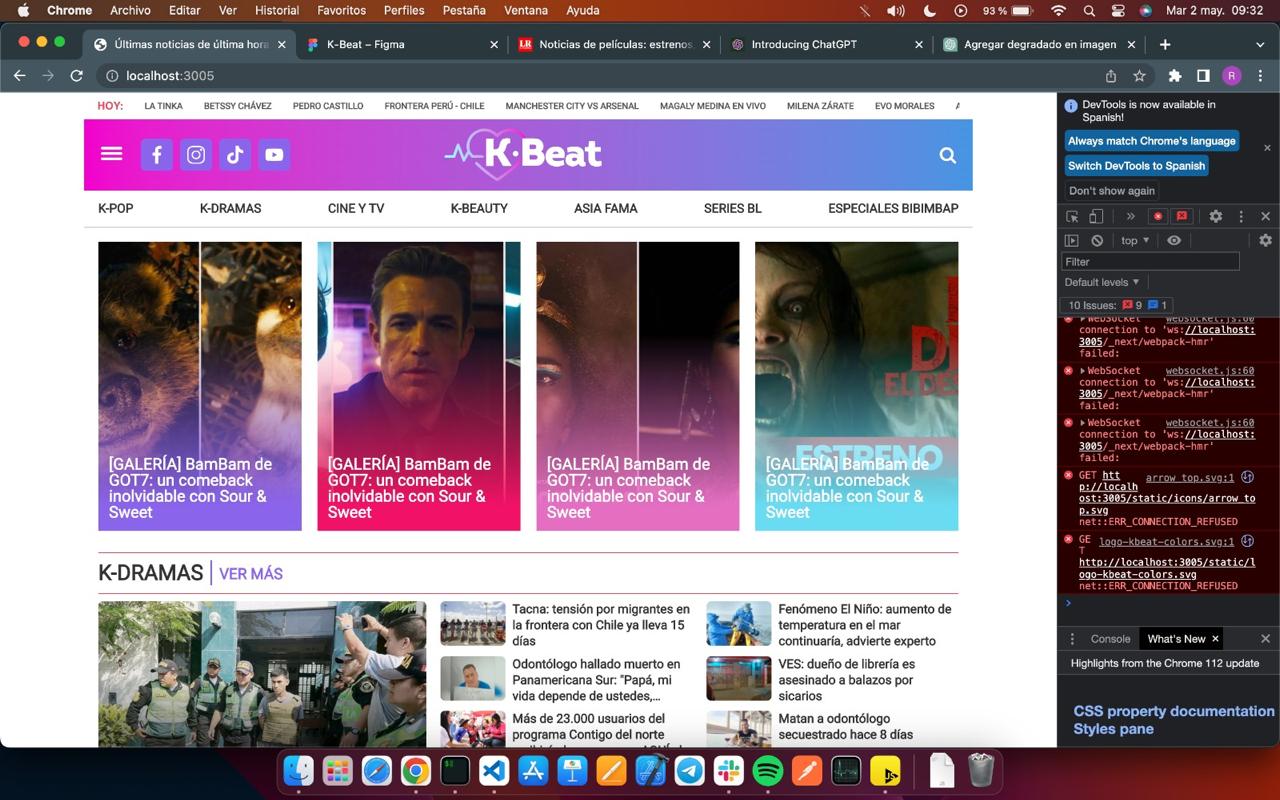 Chrome Archivo Editar Ver Historial Favoritos Perfiles Pestaña Ventana Ayuda 93 % Mar 2 may. 09:32
Últimas noticias de última hora K-Beat – Figma LR Noticias de películas: estrenos, Introducing ChatGPT Agregar degradado en imagen
localhost:3005 R
HOY: LA TINKA BETSSY CHÁVEZ PEDRO CASTILLO FRONTERA PERÚ - CHILE MANCHESTER CITY VS ARSENAL MAGALY MEDINA EN VIVO MILENA ZÁRATE EVO MORALES
K·Beat
K-POP K-DRAMAS CINE Y TV K-BEAUTY ASIA FAMA SERIES BL ESPECIALES BIBIMBAP
ESTRENO
[GALERÍA] BamBam de
GOT7: un comeback
inolvidable con Sour &
Sweet
[GALERÍA] BamBam de
GOT7: un comeback
inolvidable con Sour &
Sweet
[GALERÍA] BamBam de
GOT7: un comeback
inolvidable con Sour &
Sweet
[GALERÍA] BamBam de
GOT7: un comeback
inolvidable con Sour &
Sweet
K-DRAMAS VER MÁS
Tacna: tensión por migrantes en
la frontera con Chile ya lleva 15
días
Odontólogo hallado muerto en
Panamericana Sur: "Papá, mi
vida depende de ustedes,...
Más de 23.000 usuarios del
programa Contigo del norte
Fenómeno El Niño: aumento de
temperatura en el mar
continuaría, advierte experto
VES: dueño de librería es
asesinado a balazos por
sicarios
Matan a odontólogo
secuestrado hace 8 días
DevTools is now available in
Spanish!
Always match Chrome's language
Switch DevTools to Spanish
Don't show again
top
Filter
Default levels
10 Issues: 9 1
WebSocket websocket.js:60
connection to 'ws://localhost:
3005/_next/webpack-hmr'
failed:
WebSocket websocket.js:60
connection to 'ws://localhost:
3005/_next/webpack-hmr'
failed:
WebSocket websocket.js:60
connection to 'ws://localhost:
3005/_next/webpack-hmr'
failed:
GET htt arrow_top.svg:1
p://localh
ost:3005/static/icons/arrow_to
p.svg
net::ERR_CONNECTION_REFUSED
GE logo-kbeat-colors.svg:1
T
http://localhost:3005/static/l
ogo-kbeat-colors.svg
net::ERR_CONNECTION_REFUSED
Console What's New
Highlights from the Chrome 112 update
CSS property documentation
Styles pane